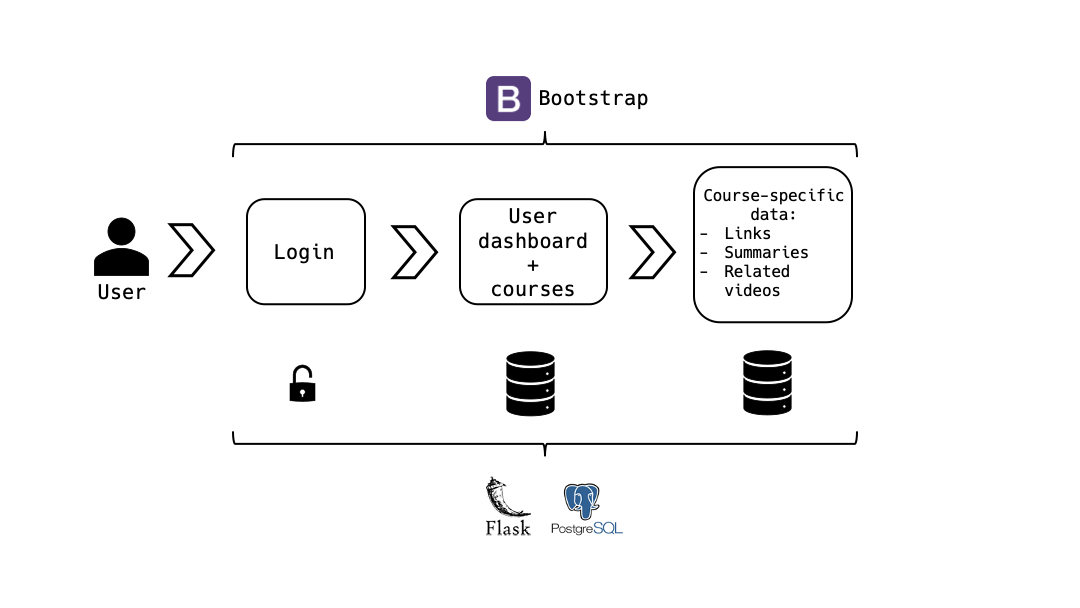 B Bootstrap
User
Login
User
dashboard
+
courses
Course-specific
data:
- Links
- Summaries
- Related
videos
Flask
PostgreSQL